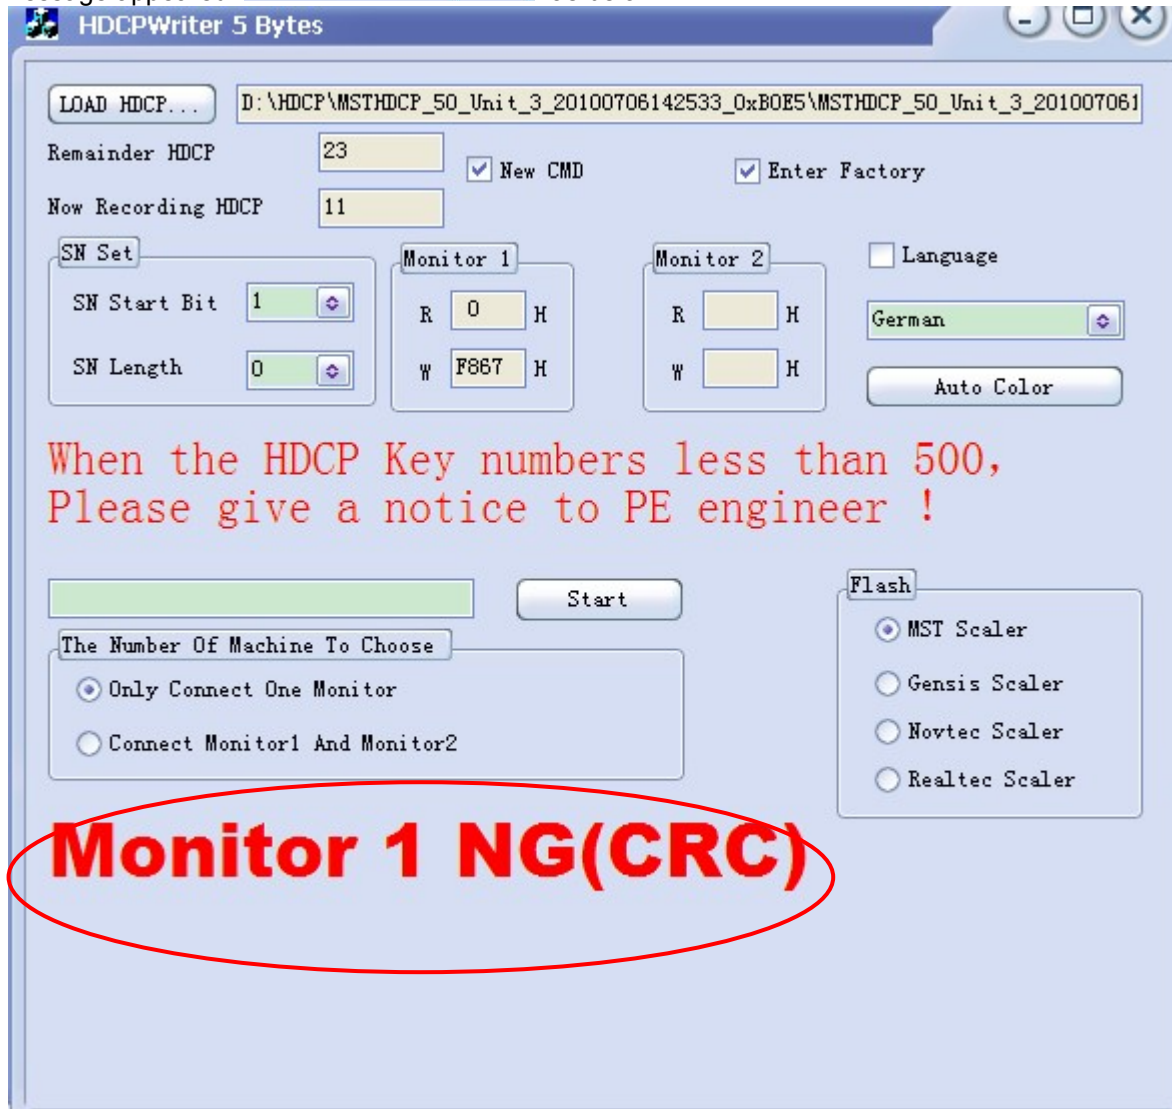 HDCPWriter 5 Bytes
LOAD HDCP... D:\HDCP\MSTHDCP_50_Unit_3_20100706142533_0xB0E5\MSTHDCP_50_Unit_3_201007061
Remainder HDCP 23 New CMD Enter Factory
Now Recording HDCP 11
SN Set Monitor 1 Monitor 2 Language
SN Start Bit 1 R 0 H R H German
SN Length 0 W F867 H W H Auto Color
When the HDCP Key numbers less than 500,
Please give a notice to PE engineer !
Start Flash
The Number Of Machine To Choose MST Scaler
Only Connect One Monitor Gensis Scaler
Connect Monitor1 And Monitor2 Novtec Scaler
Realtec Scaler
Monitor 1 NG(CRC)